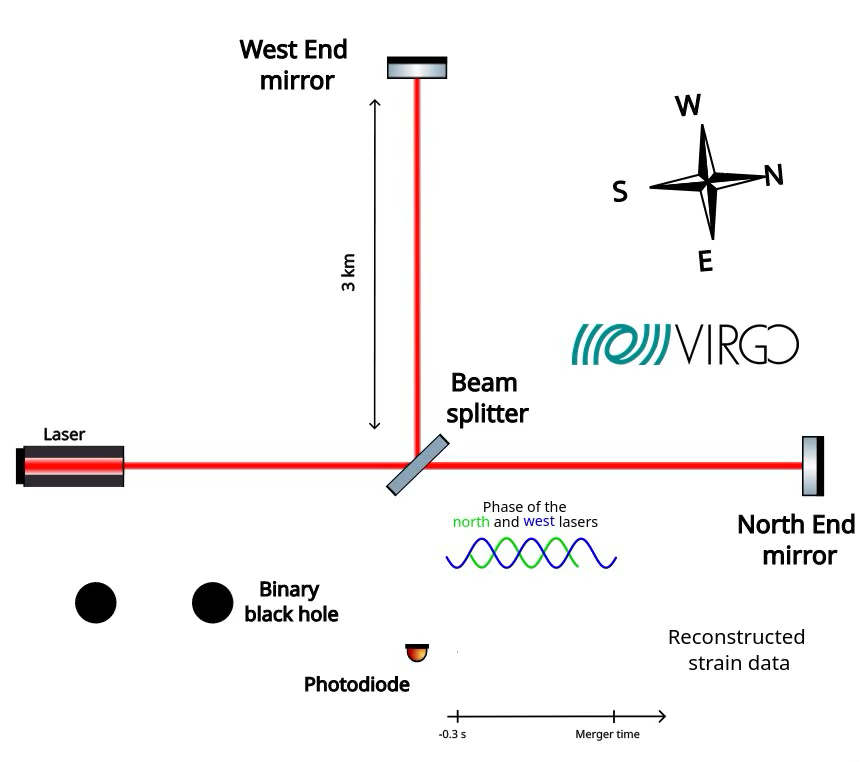 West End
mirror
W
N
S
E
3 km
VIRGO
Beam
splitter
Laser
Phase of the
north and west lasers
North End
mirror
Binary
black hole
Reconstructed
strain data
Photodiode
-0.3 s
Merger time